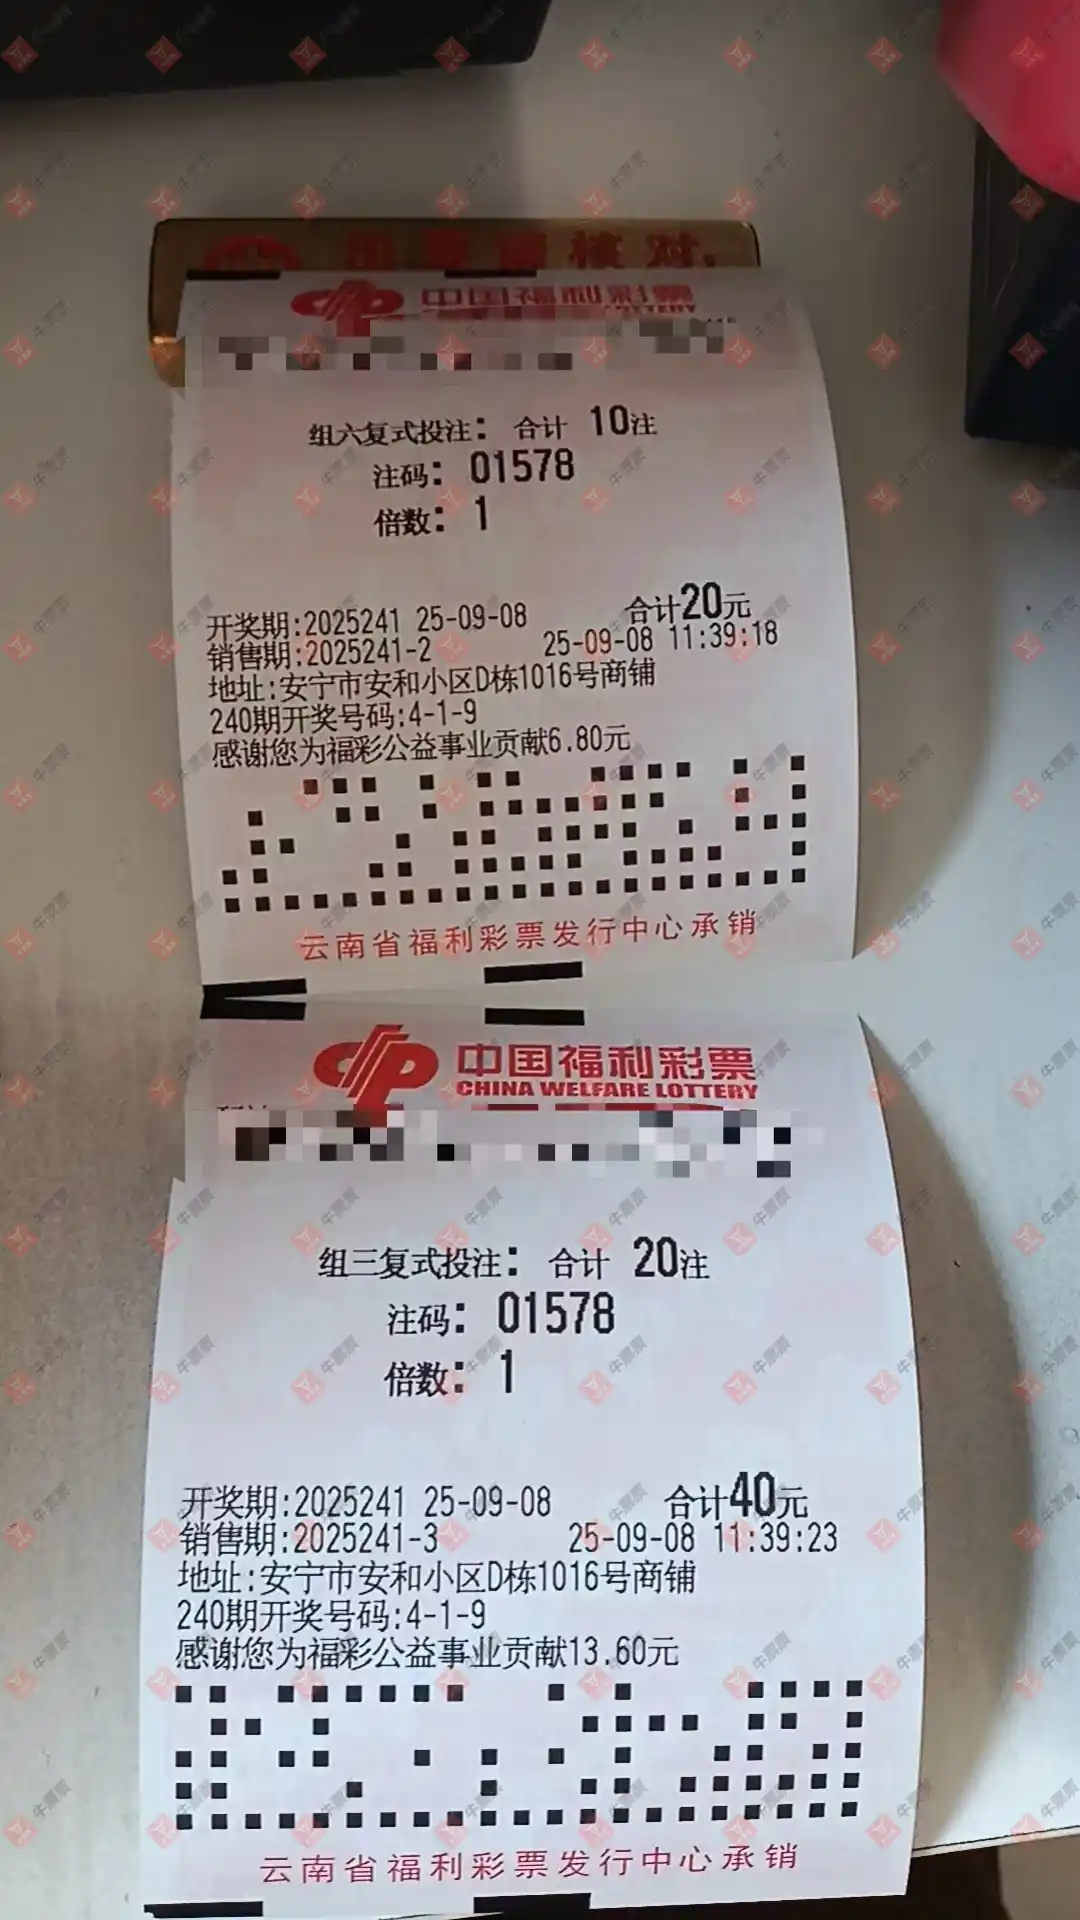 中国福利彩票
组六复式投注: 合计 10注
注码: 01578
倍数: 1
开奖期:2025241 25-09-08 合计20元
销售期:2025241-2 25-09-08 11:39:18
地址:安宁市安和小区D栋1016号商铺
240期开奖号码:4-1-9
感谢您为福彩公益事业贡献6.80元
云南省福利彩票发行中心承销
中国福利彩票
CHINA WELFARE LOTTERY
组三复式投注: 合计 20注
注码: 01578
倍数: 1
开奖期:2025241 25-09-08 合计40元
销售期:2025241-3 25-09-08 11:39:23
地址:安宁市安和小区D栋1016号商铺
240期开奖号码:4-1-9
感谢您为福彩公益事业贡献13.60元
云南省福利彩票发行中心承销
牛票票